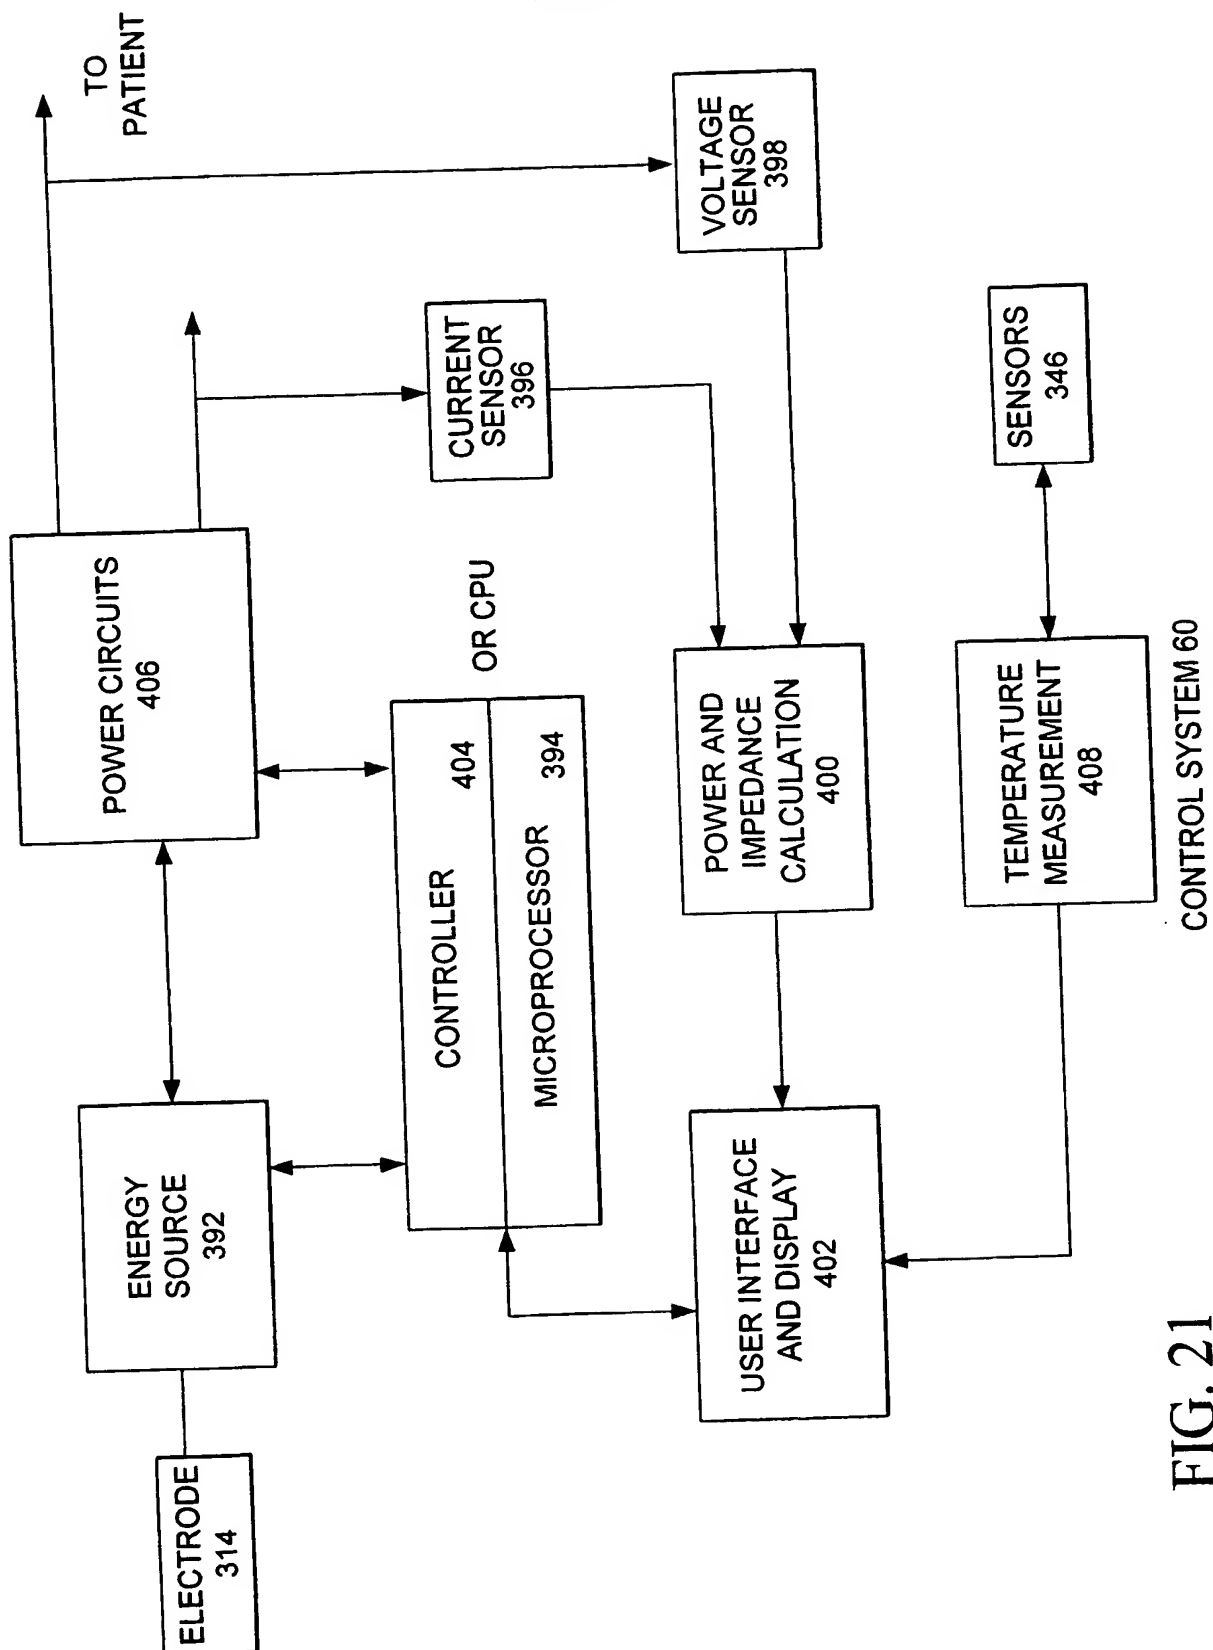 ELECTRODE
314
ENERGY
SOURCE
392
POWER CIRCUITS
406
TO
PATIENT
CONTROLLER 404
MICROPROCESSOR 394
OR CPU
CURRENT
SENSOR
396
VOLTAGE
SENSOR
398
USER INTERFACE
AND DISPLAY
402
POWER AND
IMPEDANCE
CALCULATION
400
TEMPERATURE
MEASUREMENT
408
SENSORS
346
CONTROL SYSTEM 60
FIG. 21